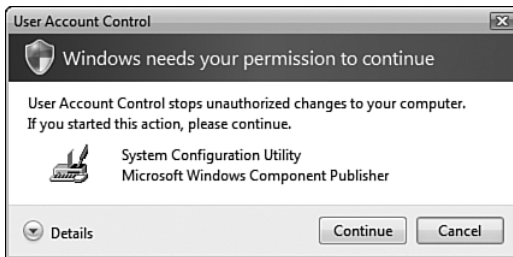 User Account Control
Windows needs your permission to continue
User Account Control stops unauthorized changes to your computer.
If you started this action, please continue.
System Configuration Utility
Microsoft Windows Component Publisher
Details
Continue
Cancel